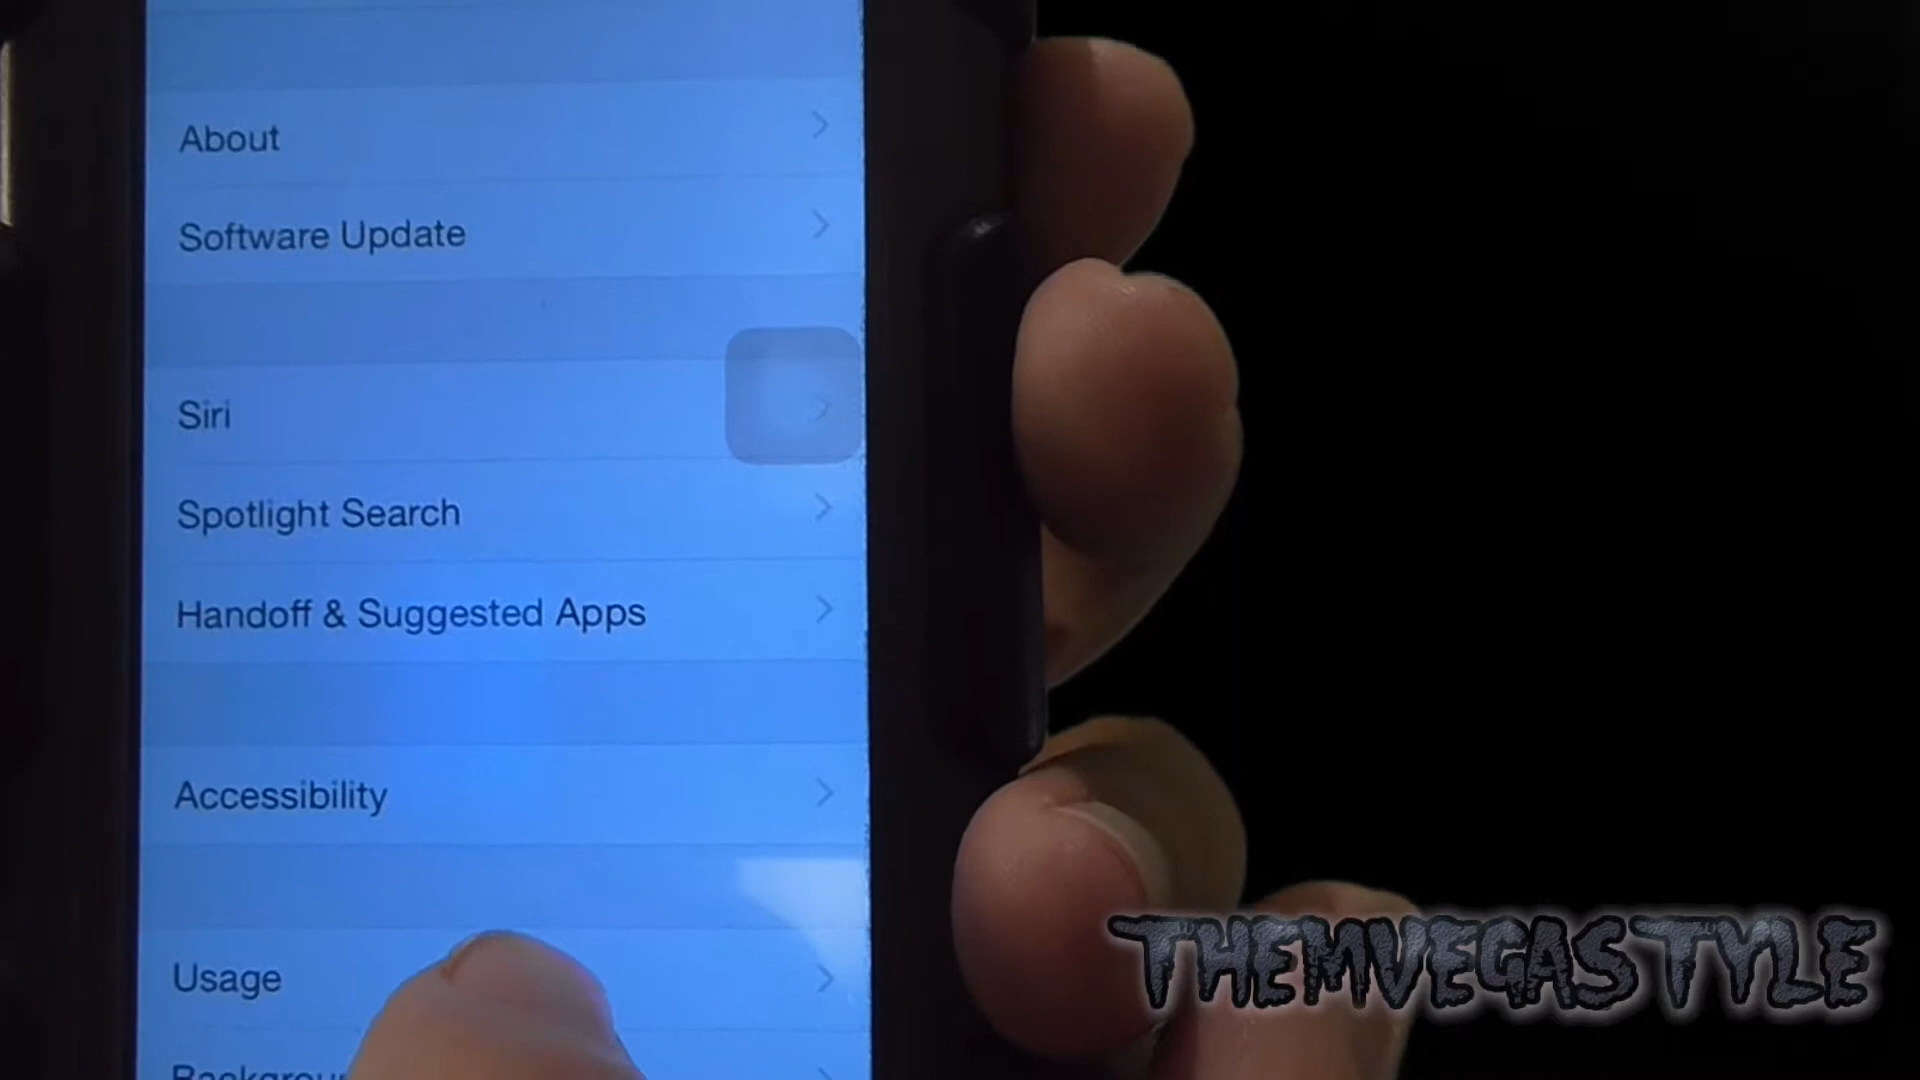 About
Software Update
Siri
Spotlight Search
Handoff & Suggested Apps
Accessibility
Usage
THEMVEGASTYLE